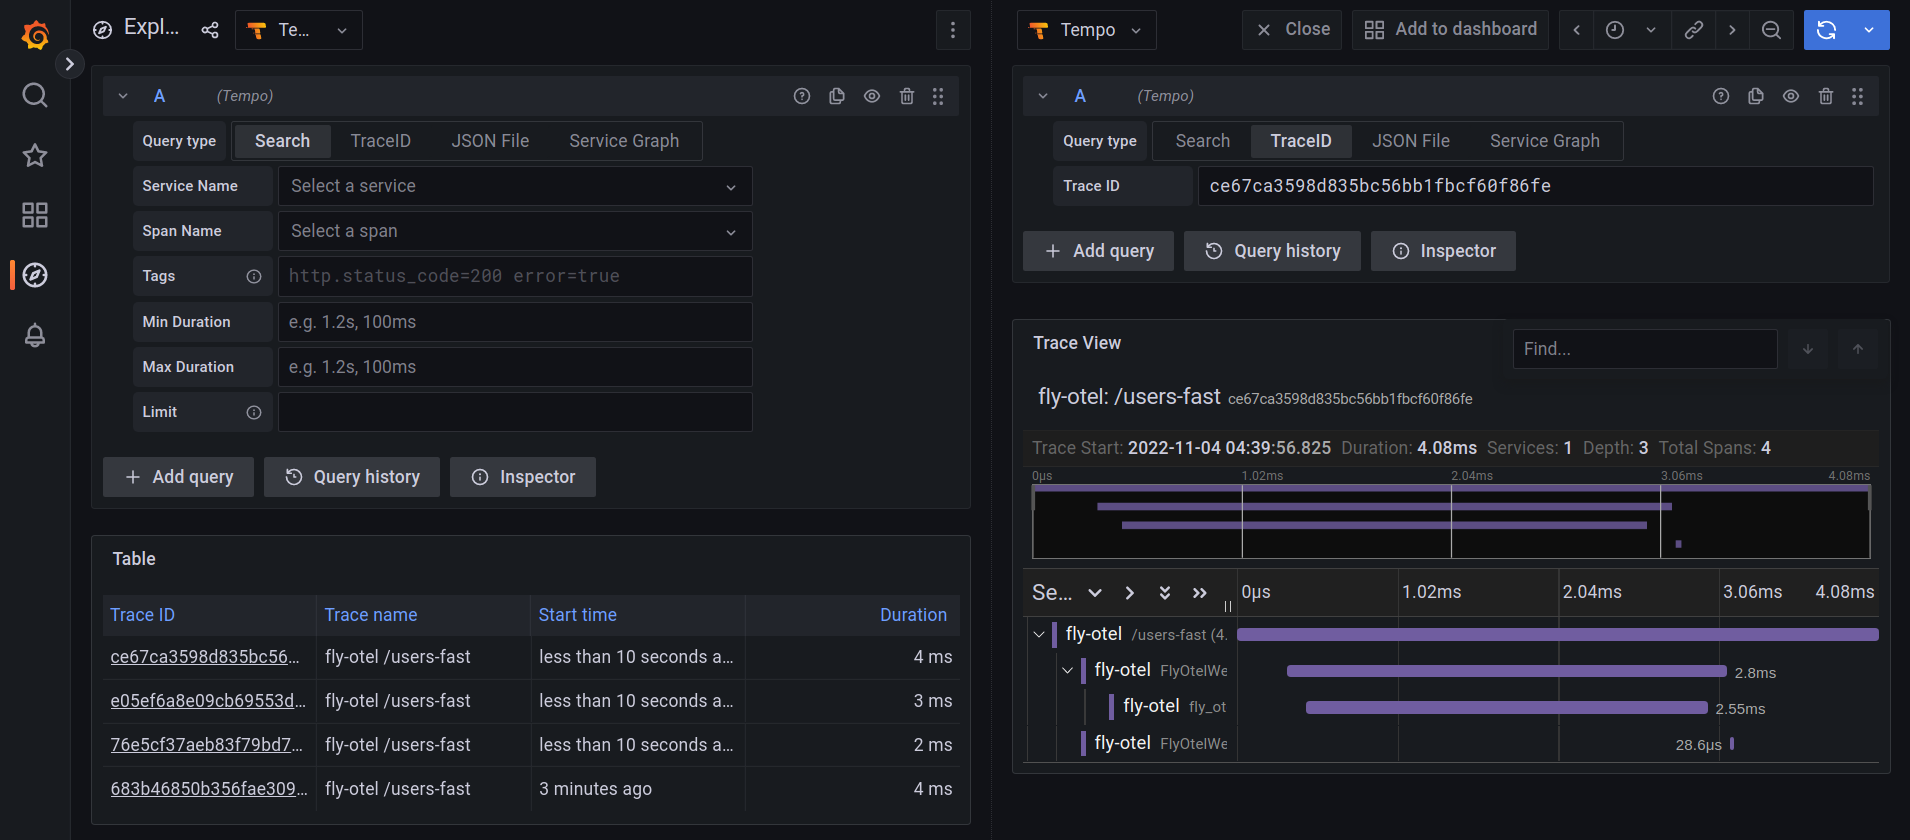 Expl...
Te...
A
(Tempo)
Query type
Search
TraceID
JSON File
Service Graph
Service Name
Select a service
Span Name
Select a span
Tags
http.status_code=200 error=true
Min Duration
e.g. 1.2s, 100ms
Max Duration
e.g. 1.2s, 100ms
Limit
Add query
Query history
Inspector
Table
Trace ID Trace name Start time Duration
ce67ca3598d835bc56... fly-otel /users-fast less than 10 seconds a... 4 ms
e05ef6a8e09cb69553d... fly-otel /users-fast less than 10 seconds a... 3 ms
76e5cf37aeb83f79bd7... fly-otel /users-fast less than 10 seconds a... 2 ms
683b46850b356fae309... fly-otel /users-fast 3 minutes ago 4 ms
Tempo
Close
Add to dashboard
A
(Tempo)
Query type
Search
TraceID
JSON File
Service Graph
Trace ID
ce67ca3598d835bc56bb1fbcf60f86fe
Add query
Query history
Inspector
Trace View
Find...
fly-otel: /users-fast ce67ca3598d835bc56bb1fbcf60f86fe
Trace Start: 2022-11-04 04:39:56.825 Duration: 4.08ms Services: 1 Depth: 3 Total Spans: 4
0μs 1.02ms 2.04ms 3.06ms 4.08ms
Se... 0μs 1.02ms 2.04ms 3.06ms 4.08ms
fly-otel /users-fast (4.
fly-otel FlyOtelWe 2.8ms
fly-otel fly_ot 2.55ms
fly-otel FlyOtelWe 28.6μs